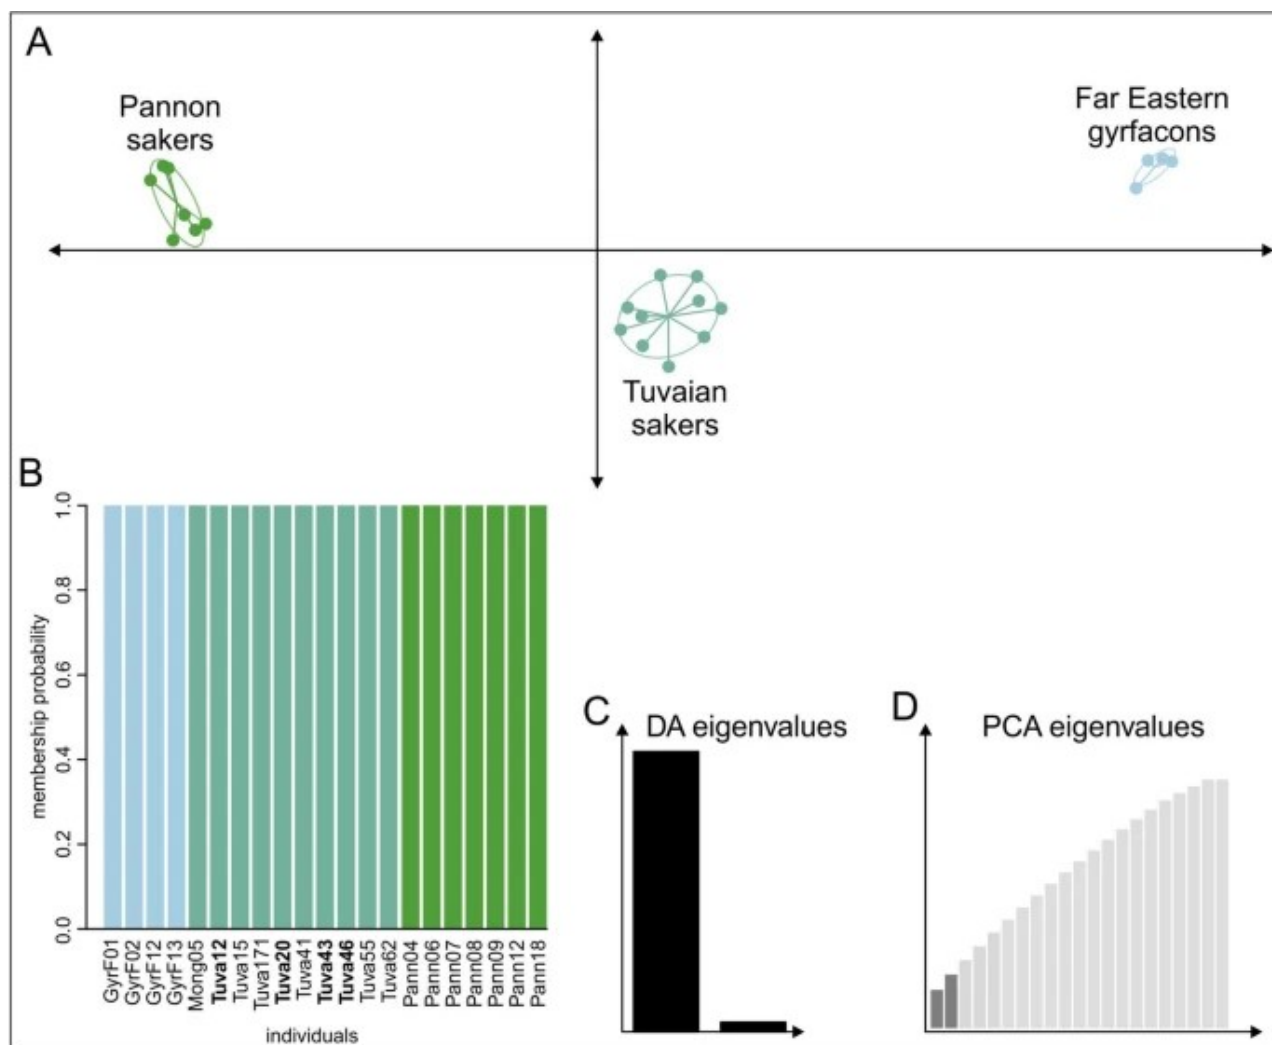 A
Pannon
sakers
Far Eastern
gyrfacons
Tuvaian
sakers
B
membership probability
1.0
0.8
0.6
0.4
0.2
0.0
GyrF01
GyrF02
GyrF12
GyrF13
Mong05
Tuva12
Tuva15
Tuva171
Tuva20
Tuva41
Tuva43
Tuva46
Tuva55
Tuva62
Pann04
Pann06
Pann07
Pann08
Pann09
Pann12
Pann18
individuals
C
DA eigenvalues
D
PCA eigenvalues